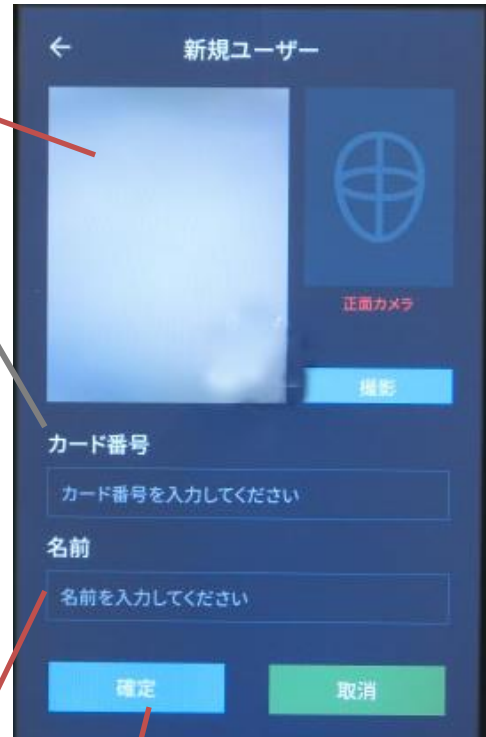 新規ユーザー
正面カメラ
撮影
カード番号
カード番号を入力してください
名前
名前を入力してください
確定
取消